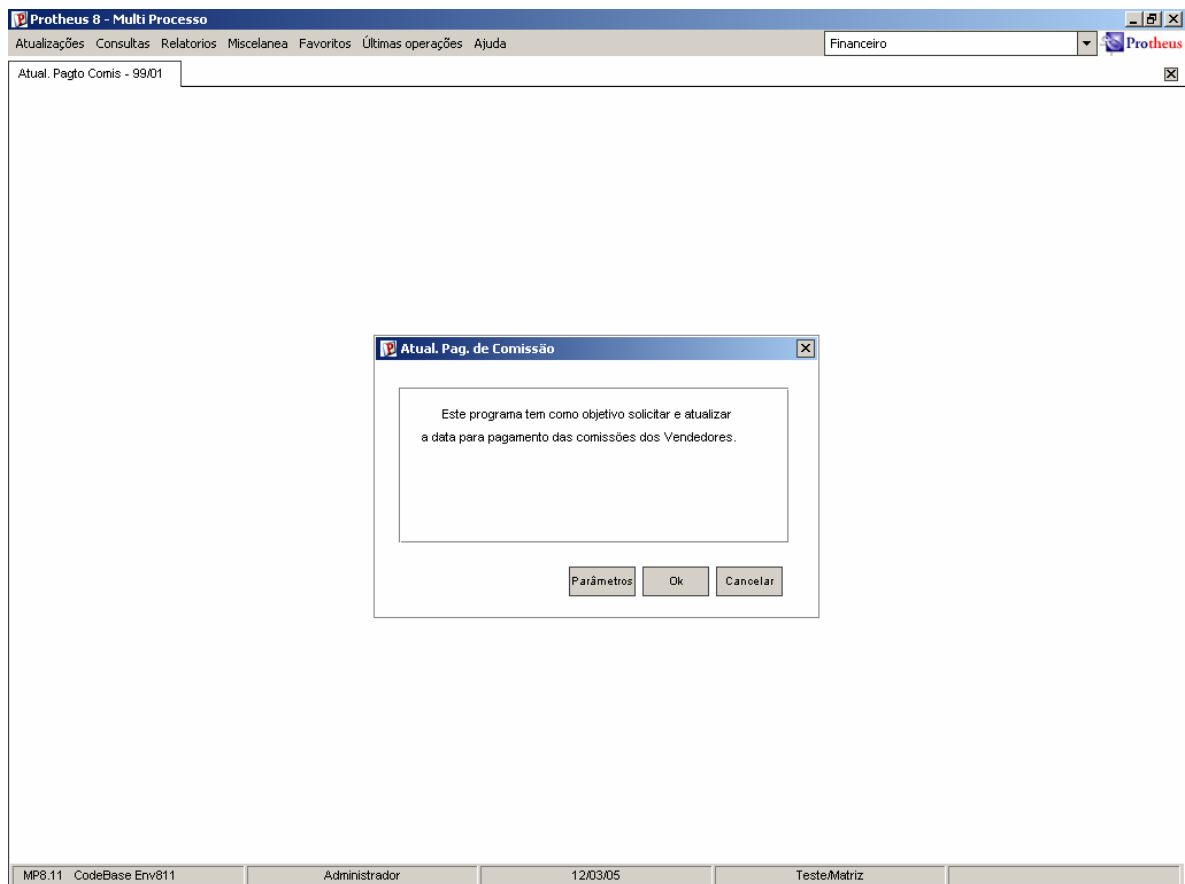 Protheus 8 - Multi Processo
Atualizações Consultas Relatorios Miscelanea Favoritos Últimas operações Ajuda Financeiro Protheus
Atual. Pagto Comis - 99/01
Atual. Pag. de Comissão
Este programa tem como objetivo solicitar e atualizar
a data para pagamento das comissões dos Vendedores.
Parâmetros Ok Cancelar
MP8.11 CodeBase Env811 Administrador 12/03/05 Teste/Matriz